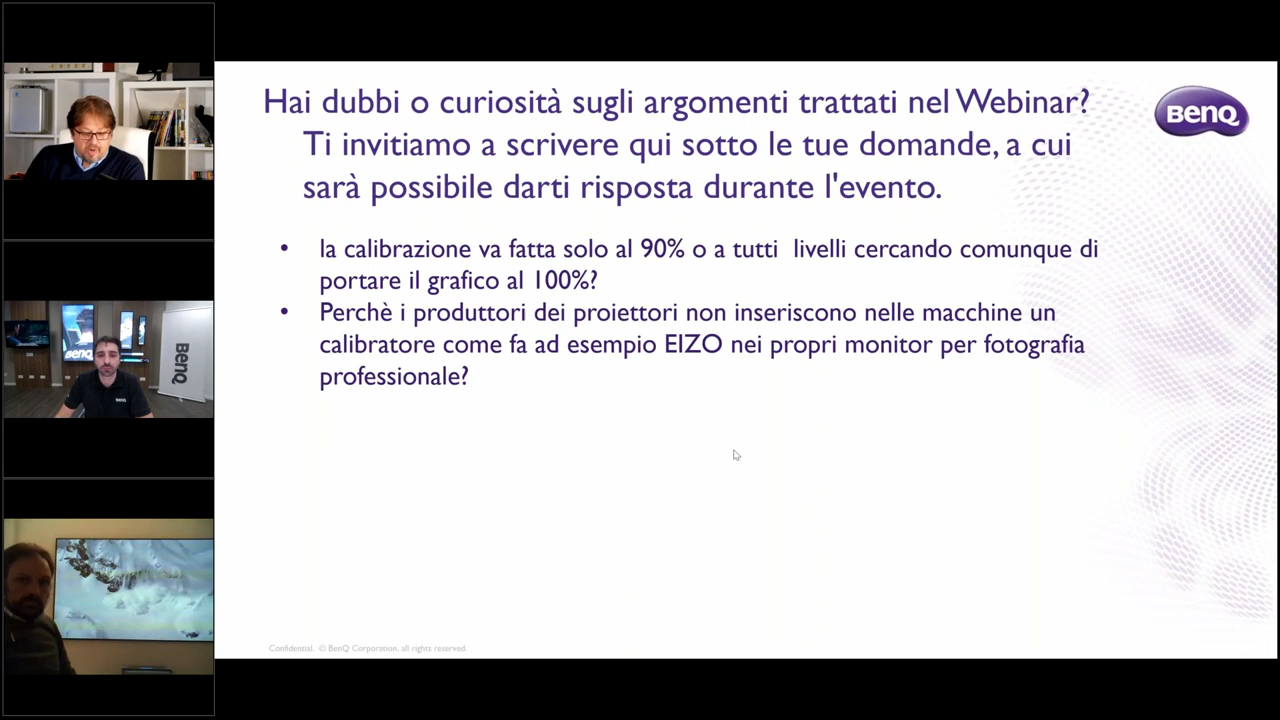 Hai dubbi o curiosità sugli argomenti trattati nel Webinar?
Ti invitiamo a scrivere qui sotto le tue domande, a cui
sarà possibile darti risposta durante l'evento.
BenQ
• la calibrazione va fatta solo al 90% o a tutti  livelli cercando comunque di
portare il grafico al 100%?
• Perchè i produttori dei proiettori non inseriscono nelle macchine un
calibratore come fa ad esempio EIZO nei propri monitor per fotografia
professionale?
BenQ
BenQ
BenQ
Confidential.  © BenQ Corporation, all rights reserved.